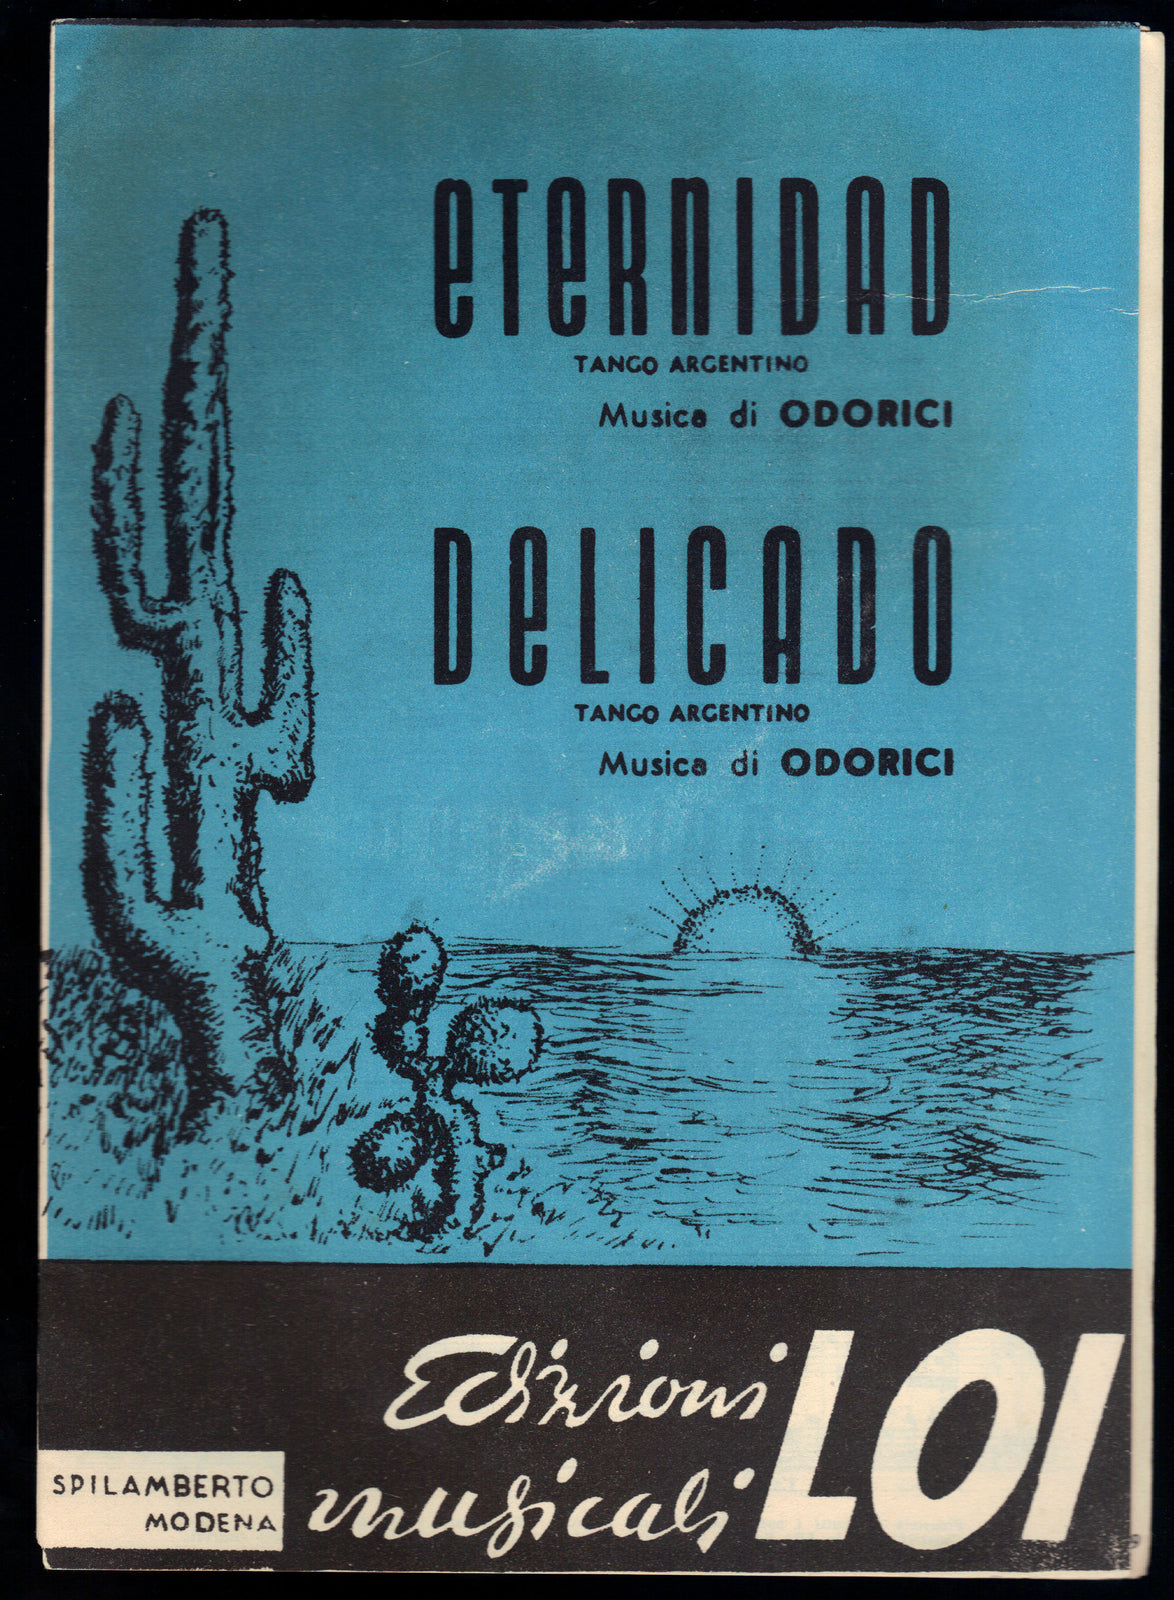 eTeRNIDAD
TANGO ARGENTINO
Musica di ODORICI
DeLICADO
TANGO ARGENTINO
Musica di ODORICI
Edizioni
musicali
LOI
SPILAMBERTO
MODENA